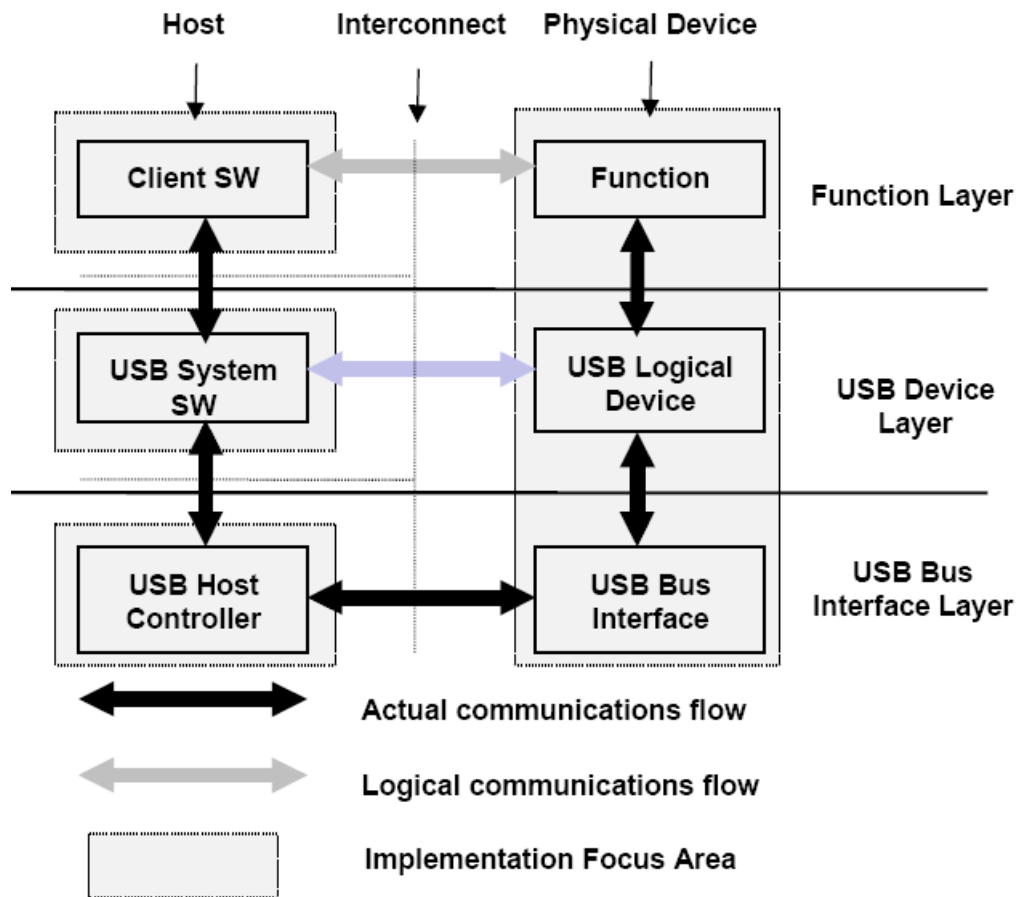 Host
Interconnect
Physical Device
Client SW
Function
Function Layer
USB System
SW
USB Logical
Device
USB Device
Layer
USB Host
Controller
USB Bus
Interface
USB Bus
Interface Layer
Actual communications flow
Logical communications flow
Implementation Focus Area